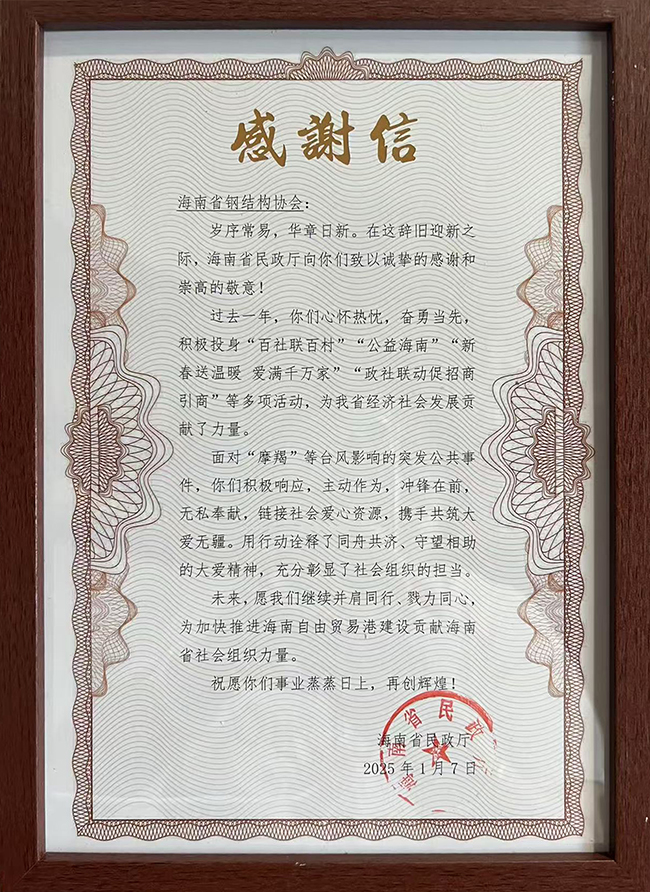 感謝信
海南省钢结构协会：
岁序常易，华章日新。在这辞旧迎新之
际，海南省民政厅向你们致以诚挚的感谢和
崇高的敬意！
过去一年，你们心怀热忱，奋勇当先，
积极投身“百社联百村”“公益海南”“新
春送温暖 爱满千万家”“政社联动促招商
引商”等多项活动，为我省经济社会发展贡
献了力量。
面对“摩羯”等台风影响的突发公共事
件，你们积极响应，主动作为，冲锋在前，
无私奉献，链接社会爱心资源，携手共筑大
爱无疆。用行动诠释了同舟共济、守望相助
的大爱精神，充分彰显了社会组织的担当。
未来，愿我们继续并肩同行、戮力同心，
为加快推进海南自由贸易港建设贡献海南
省社会组织力量。
祝愿你们事业蒸蒸日上，再创辉煌！
海南省民政厅
海南省民政厅
2025年1月7日